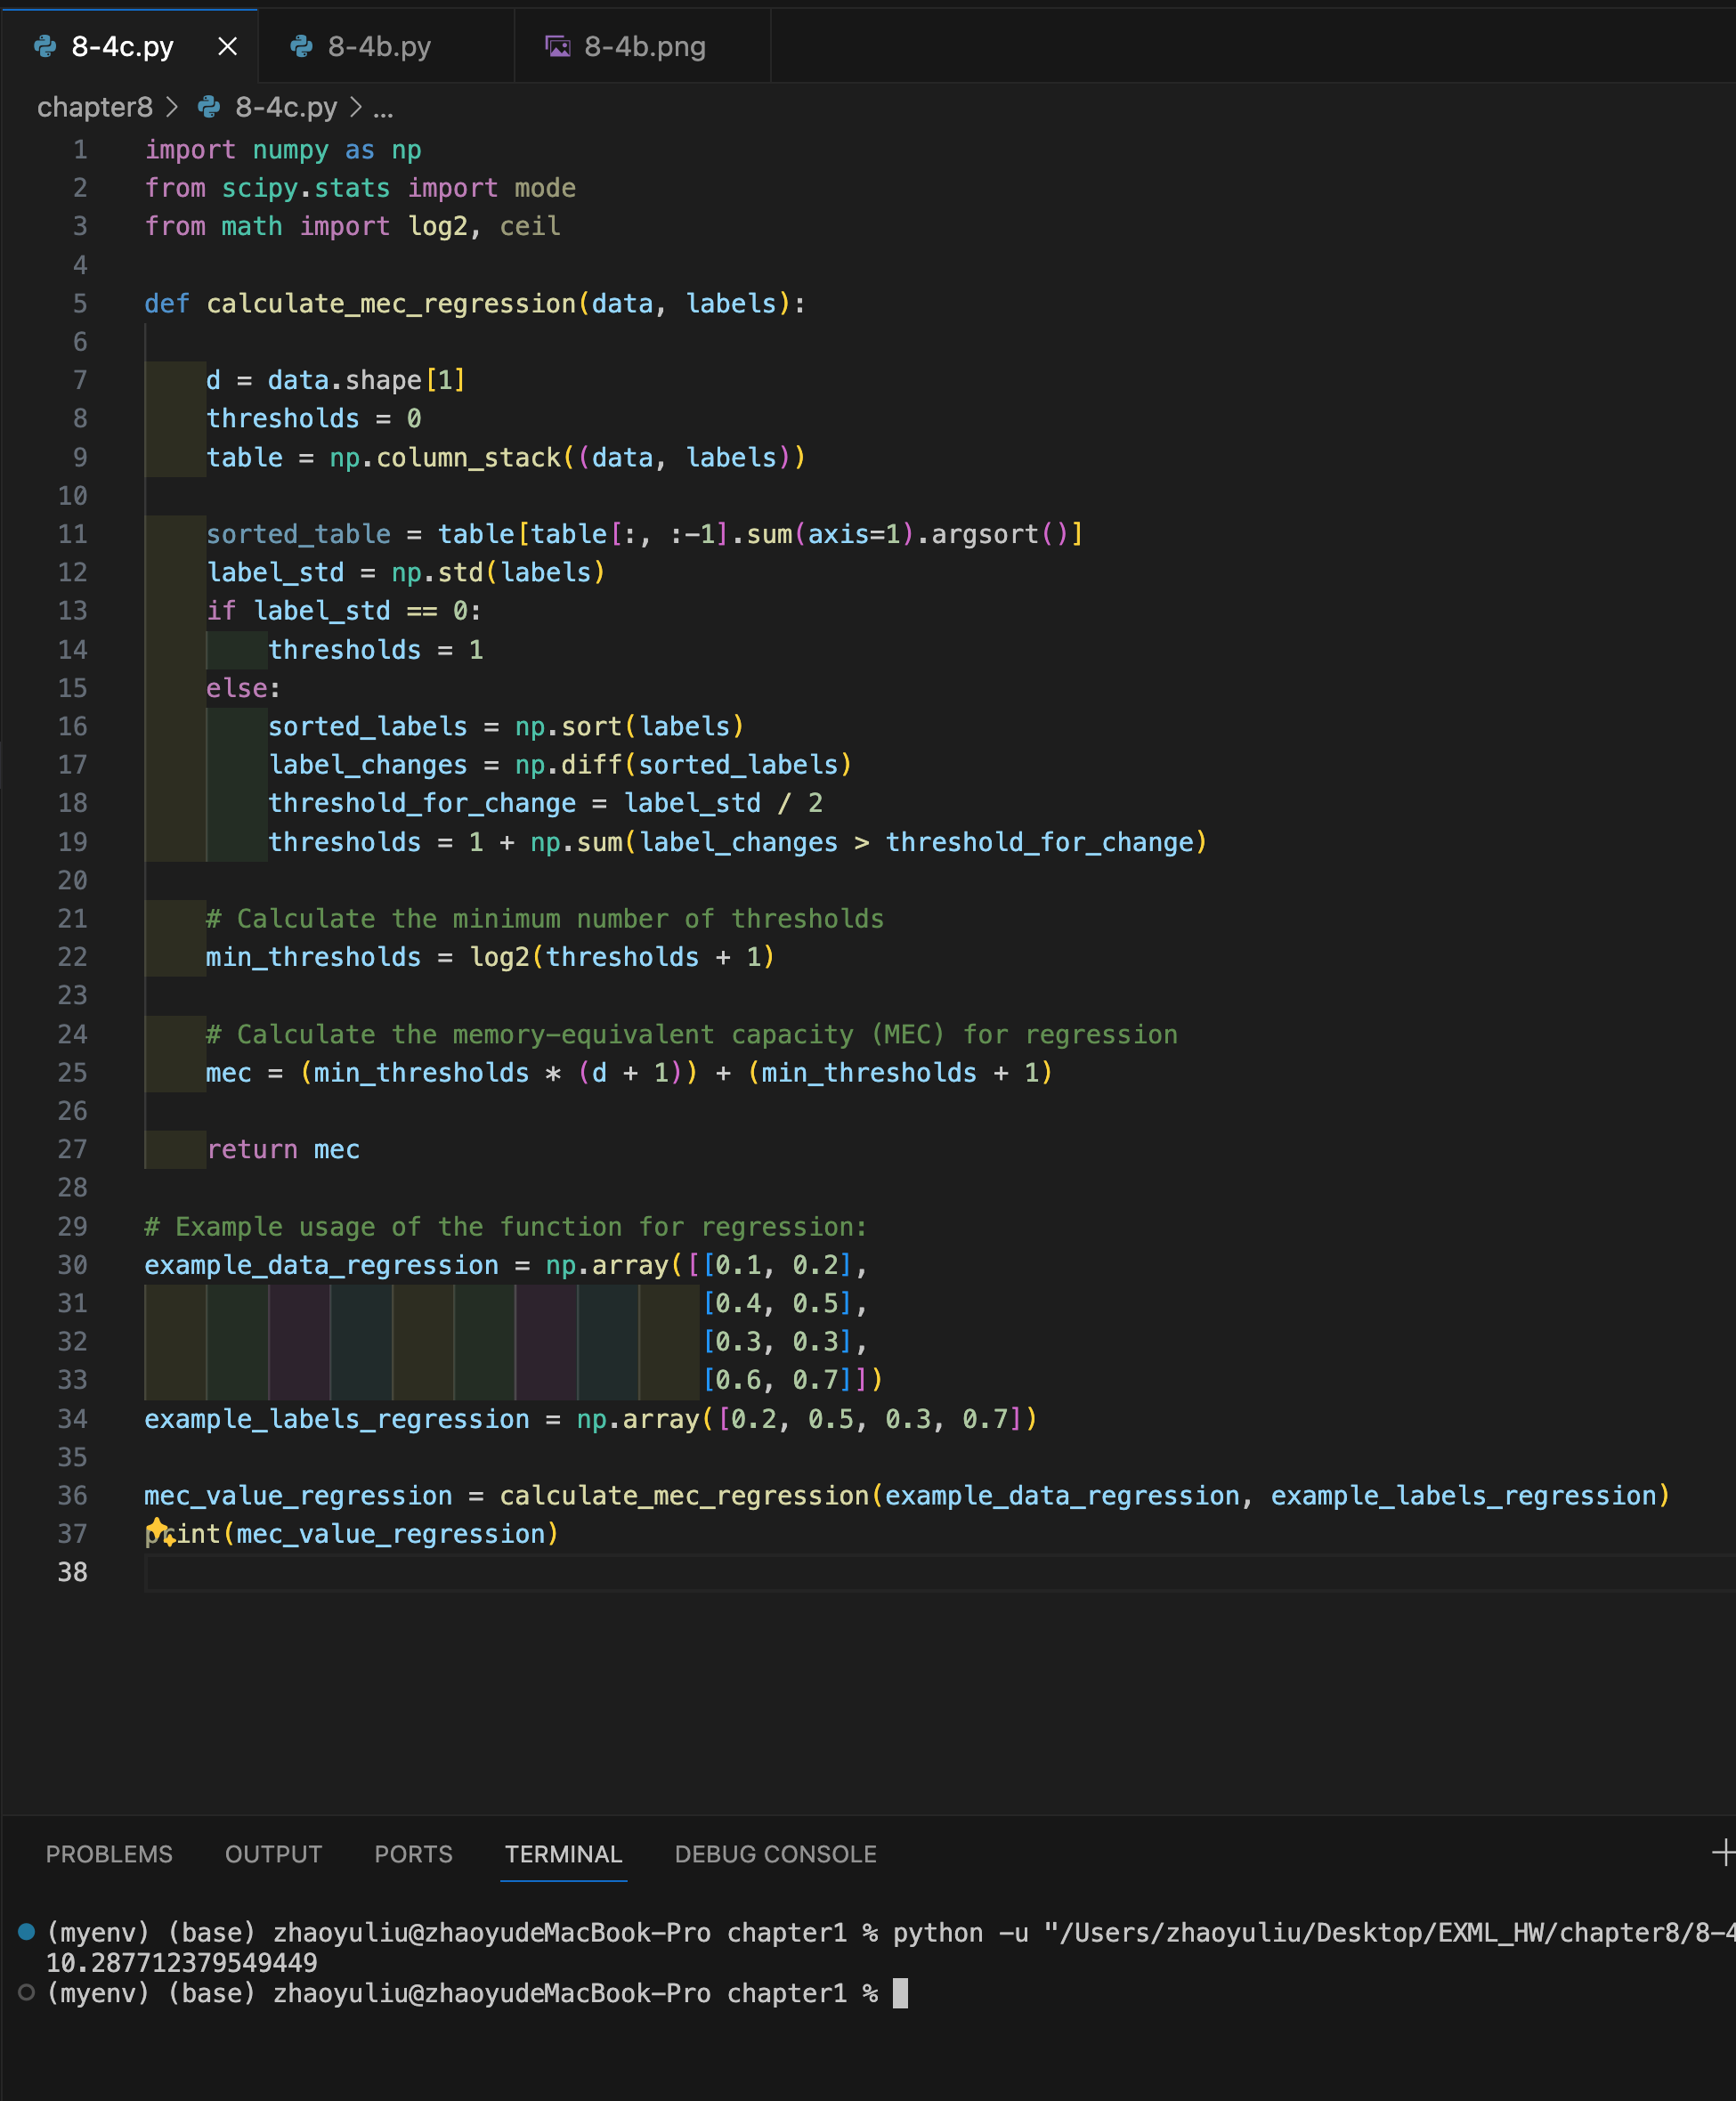 8-4c.py
8-4b.py
8-4b.png
chapter8 > 8-4c.py > ...
1 import numpy as np
2 from scipy.stats import mode
3 from math import log2, ceil
4
5 def calculate_mec_regression(data, labels):
6
7     d = data.shape[1]
8     thresholds = 0
9     table = np.column_stack((data, labels))
10
11     sorted_table = table[table[:, :-1].sum(axis=1).argsort()]
12     label_std = np.std(labels)
13     if label_std == 0:
14         thresholds = 1
15     else:
16         sorted_labels = np.sort(labels)
17         label_changes = np.diff(sorted_labels)
18         threshold_for_change = label_std / 2
19         thresholds = 1 + np.sum(label_changes > threshold_for_change)
20
21     # Calculate the minimum number of thresholds
22     min_thresholds = log2(thresholds + 1)
23
24     # Calculate the memory-equivalent capacity (MEC) for regression
25     mec = (min_thresholds * (d + 1)) + (min_thresholds + 1)
26
27     return mec
28
29 # Example usage of the function for regression:
30 example_data_regression = np.array([[0.1, 0.2],
31                                     [0.4, 0.5],
32                                     [0.3, 0.3],
33                                     [0.6, 0.7]])
34 example_labels_regression = np.array([0.2, 0.5, 0.3, 0.7])
35
36 mec_value_regression = calculate_mec_regression(example_data_regression, example_labels_regression)
37 print(mec_value_regression)
38
PROBLEMS OUTPUT PORTS TERMINAL DEBUG CONSOLE
(myenv) (base) zhaoyuliu@zhaoyudeMacBook-Pro chapter1 % python -u "/Users/zhaoyuliu/Desktop/EXML_HW/chapter8/8-4
10.287712379549449
(myenv) (base) zhaoyuliu@zhaoyudeMacBook-Pro chapter1 %